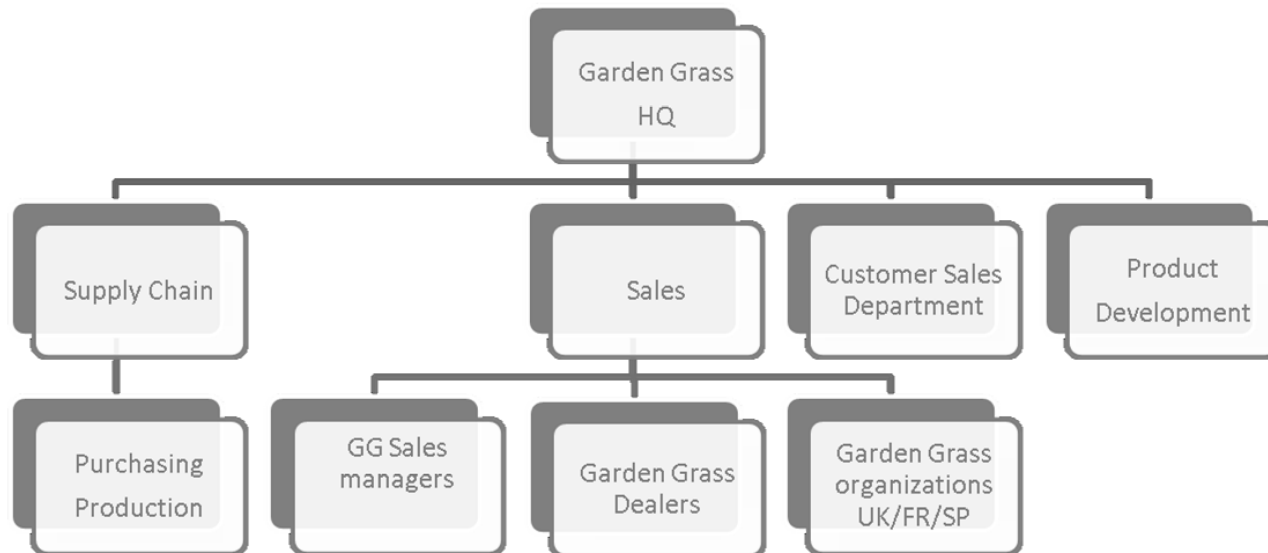 Garden Grass
HQ
Supply Chain
Sales
Customer Sales
Department
Product
Development
Purchasing
Production
GG Sales
managers
Garden Grass
Dealers
Garden Grass
organizations
UK/FR/SP